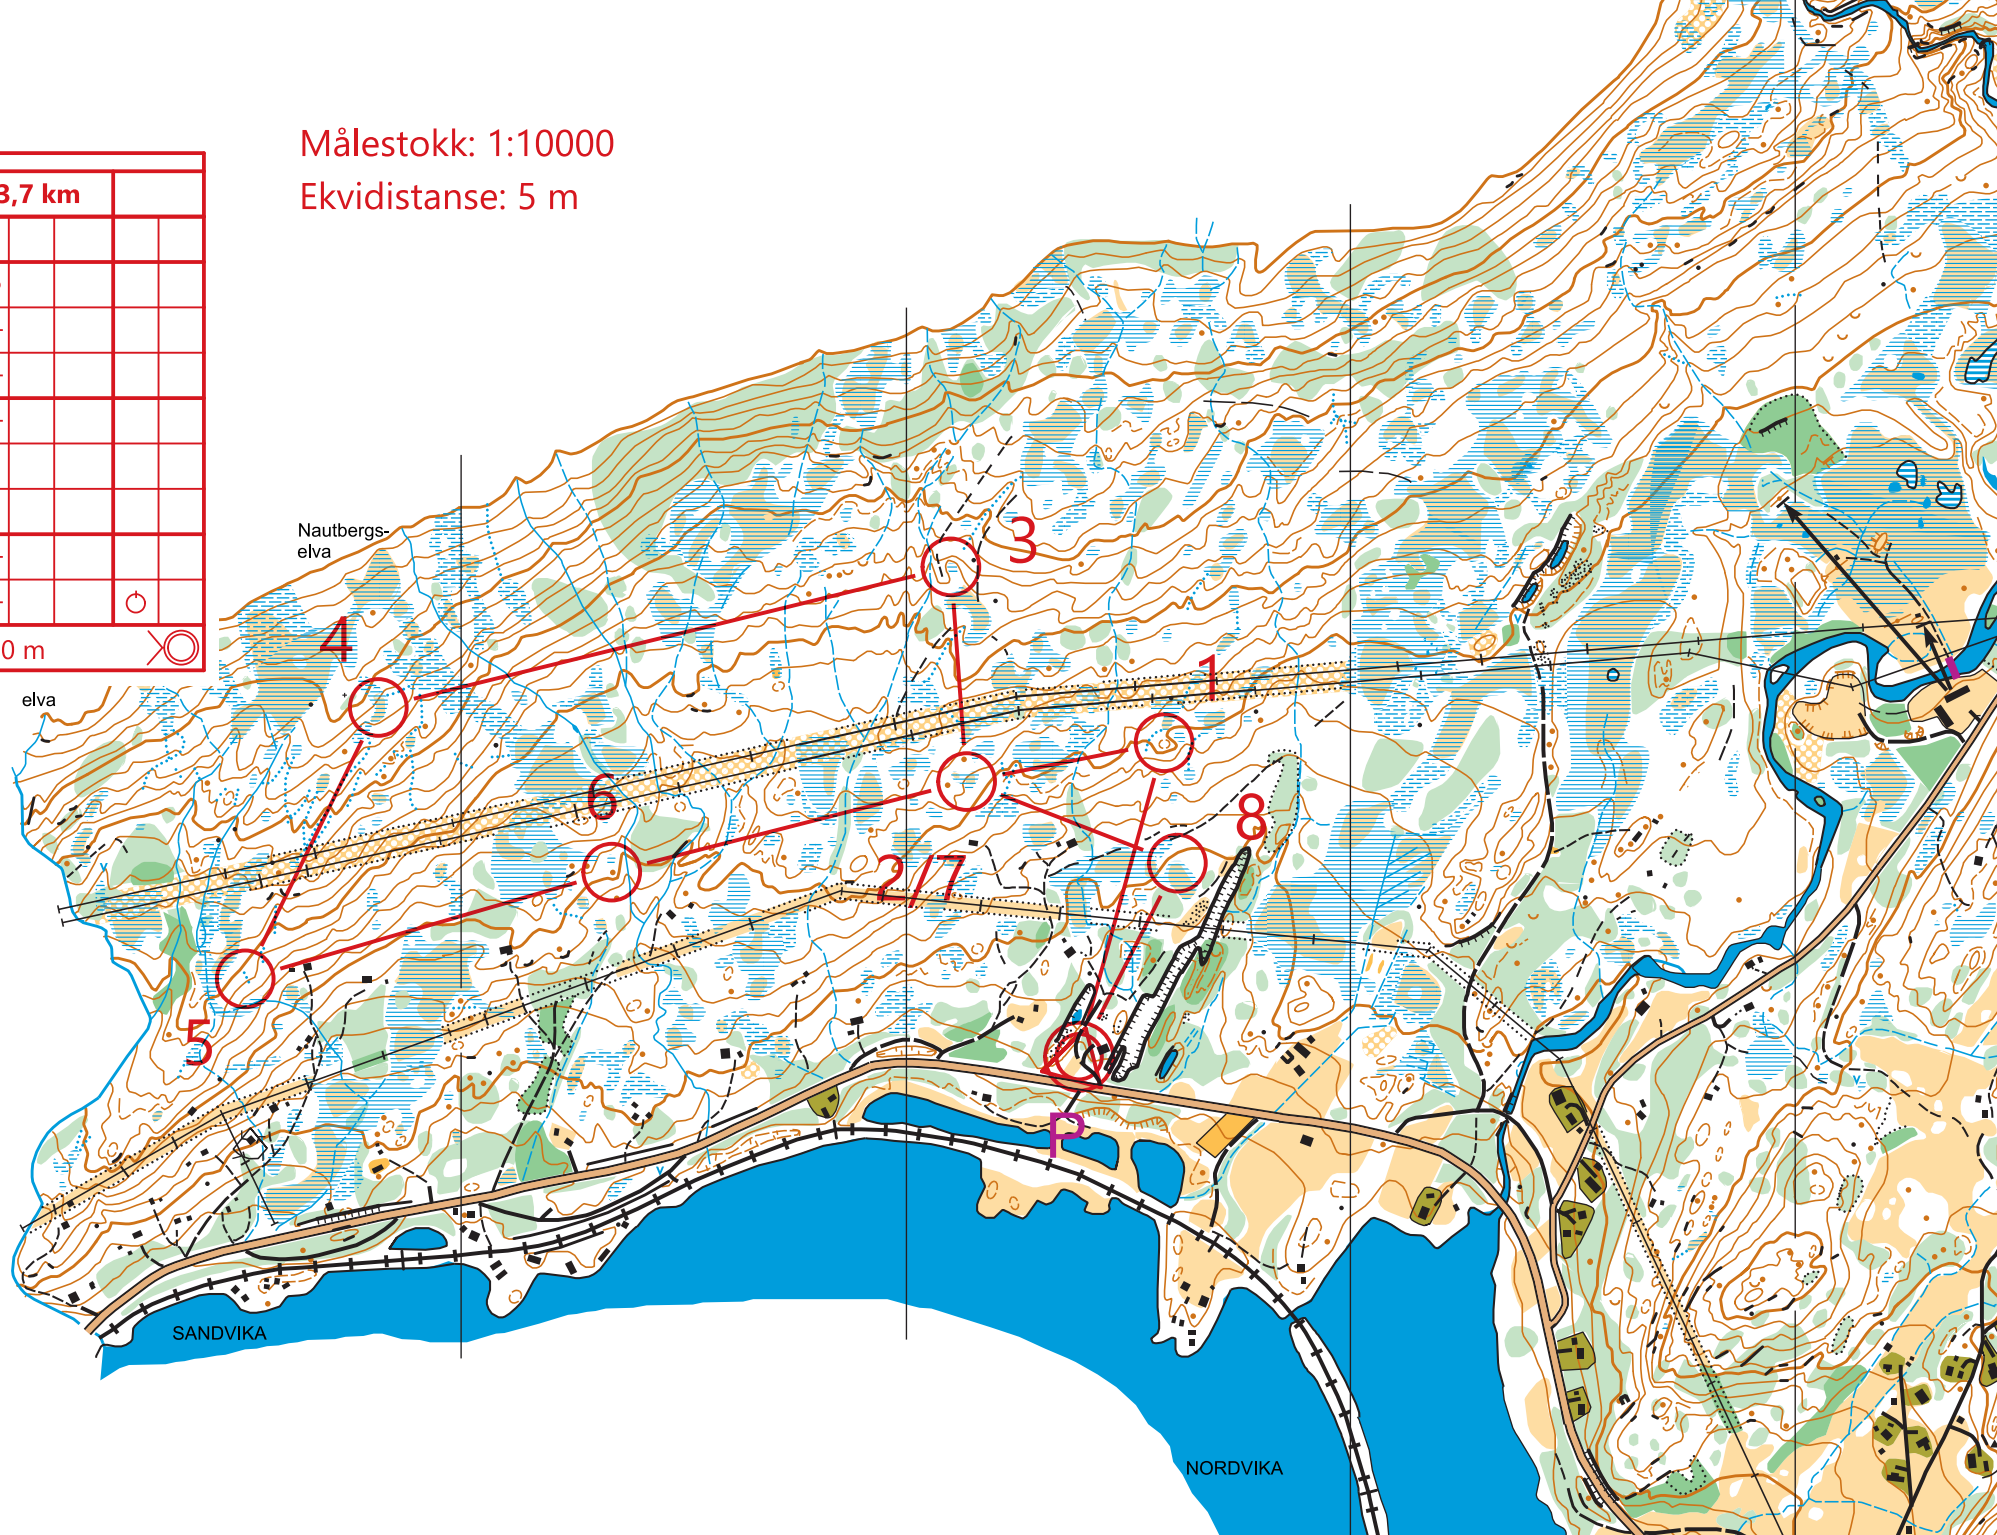 Målestokk: 1:10000
Ekvidistanse: 5 m
3,7 km
0 m
Nautbergs-
elva
elva
3
4
1
6
8
2/7
5
P
SANDVIKA
NORDVIKA